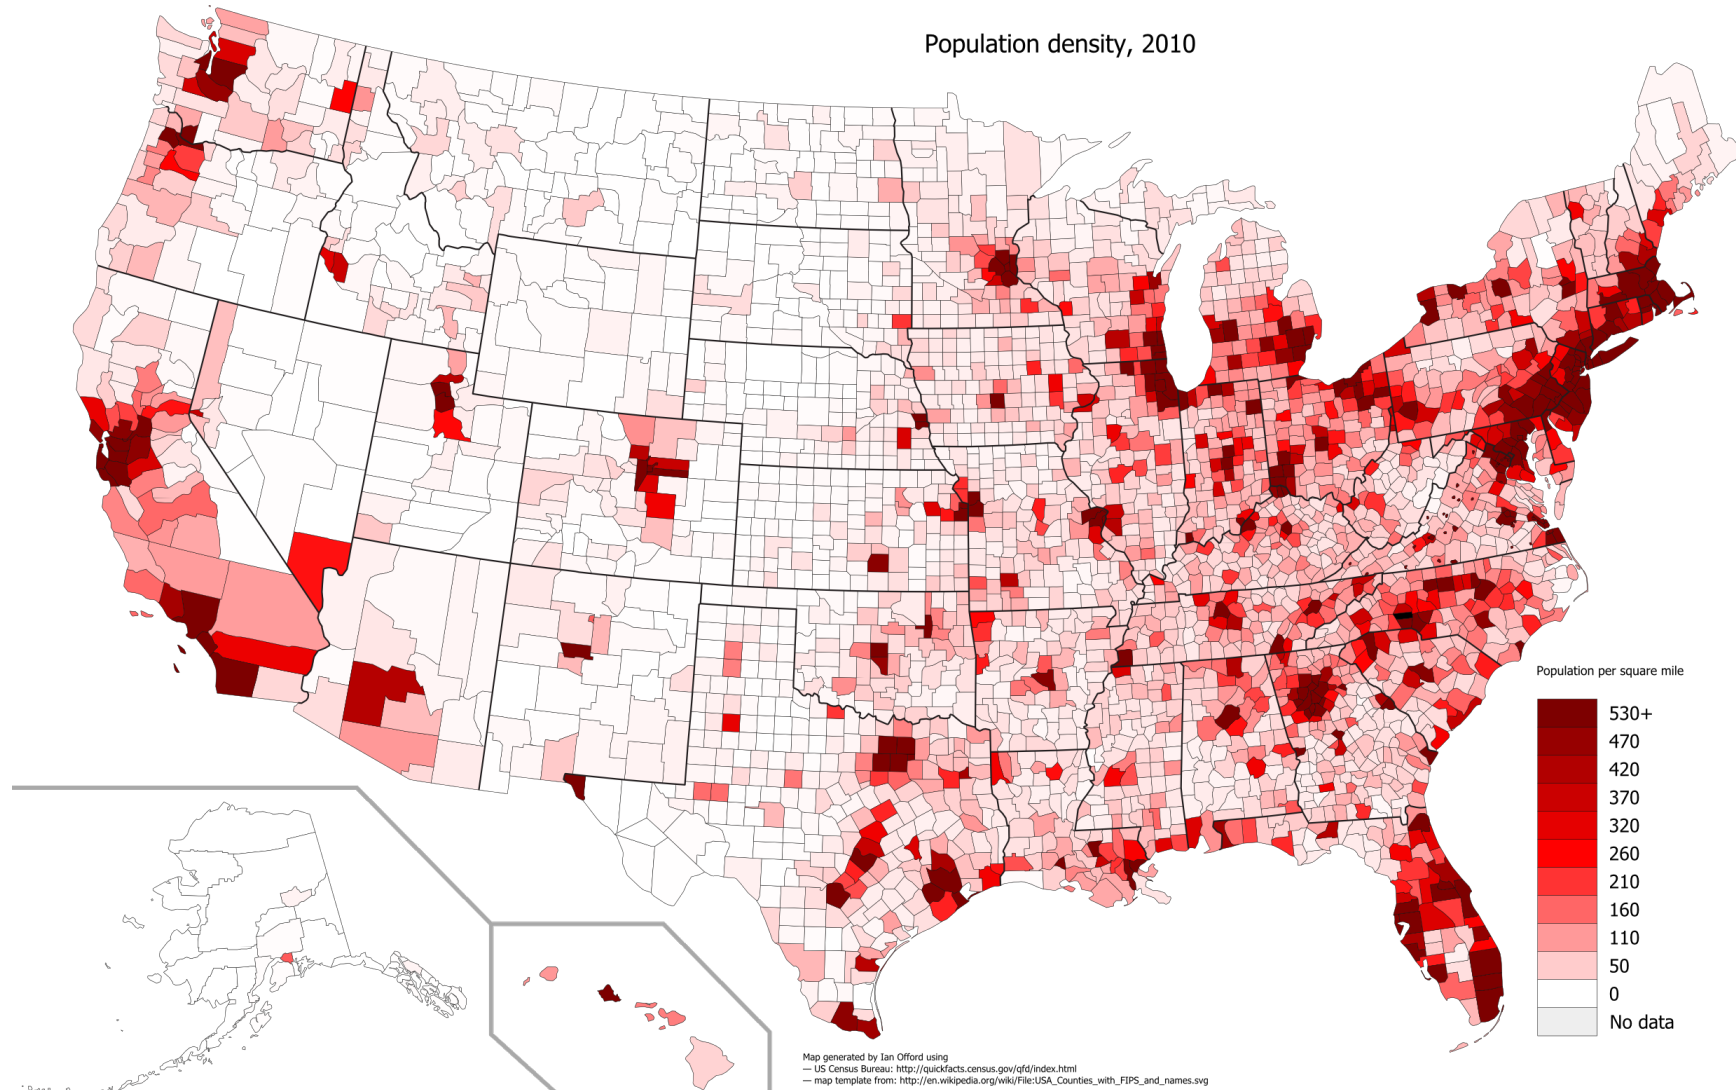 Population density, 2010
Population per square mile
530+
470
420
370
320
260
210
160
110
50
0
No data
Map generated by Ian Offord using
— US Census Bureau: http://quickfacts.census.gov/qfd/index.html
— map template from: http://en.wikipedia.org/wiki/File:USA_Counties_with_FIPS_and_names.svg